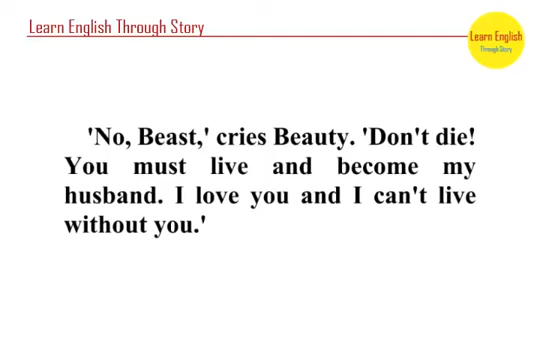 Learn English Through Story
Learn English
Through Story
'No, Beast,' cries Beauty. 'Don't die!
You must live and become my
husband. I love you and I can't live
without you.'